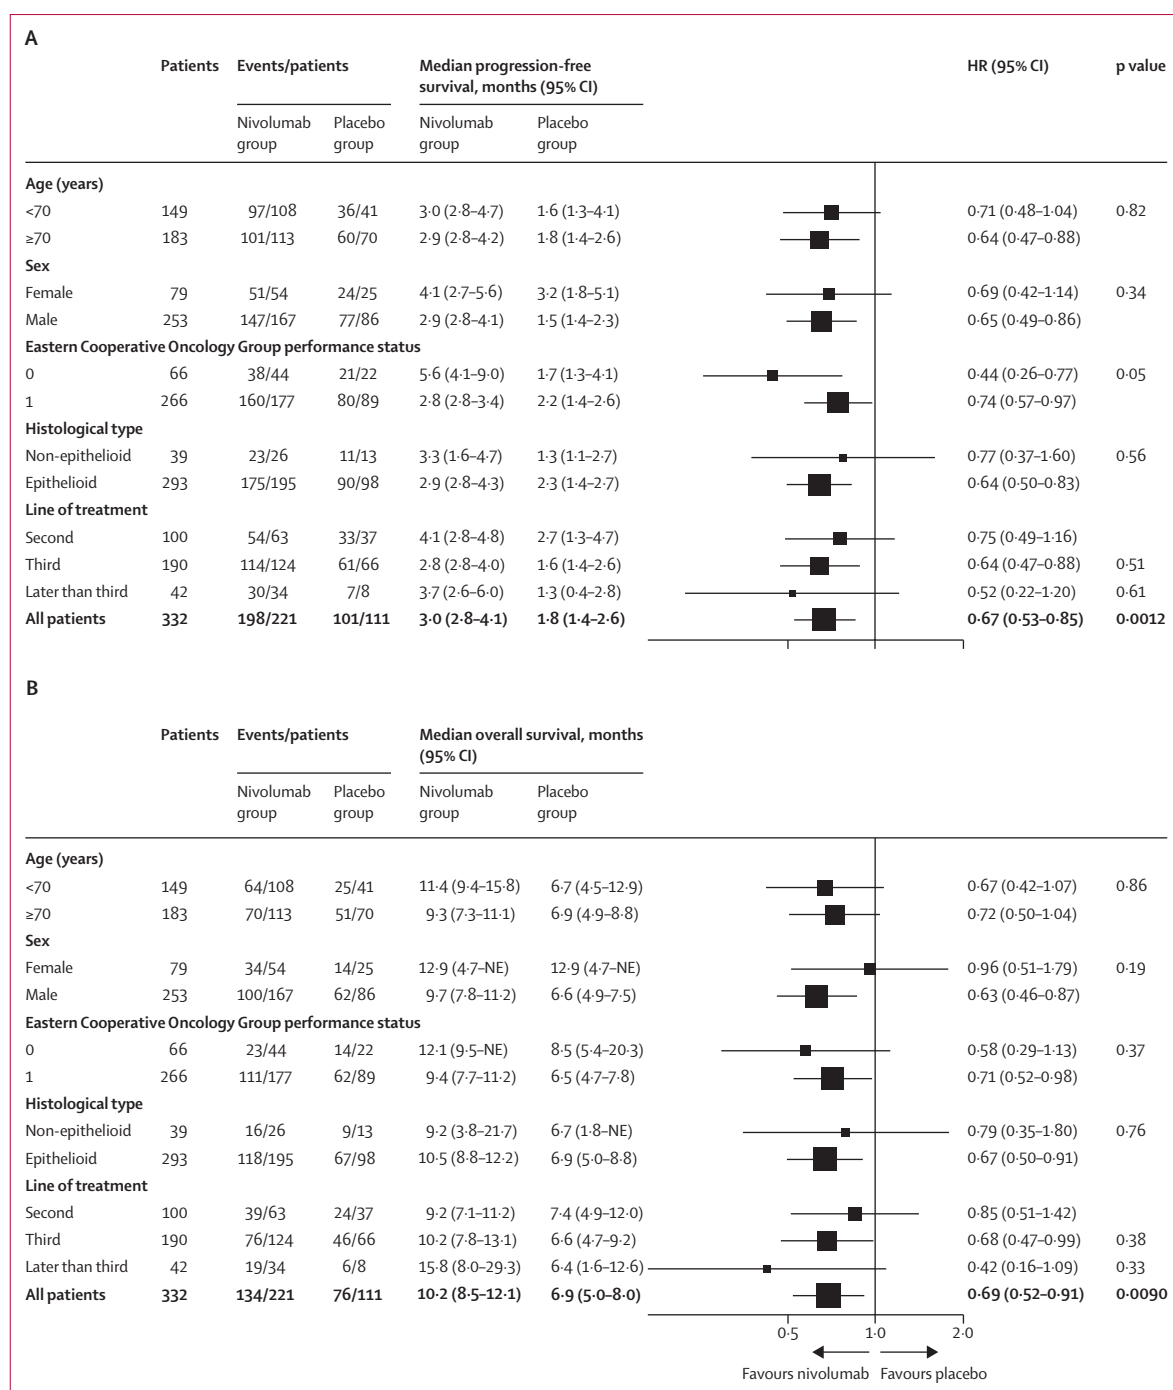 A
Patients Events/patients Median progression-free survival, months (95% CI) HR (95% CI) p value
Nivolumab group Placebo group Nivolumab group Placebo group
Age (years)
<70 149 97/108 36/41 3·0 (2·8–4·7) 1·6 (1·3–4·1) 0·71 (0·48–1·04) 0·82
≥70 183 101/113 60/70 2·9 (2·8–4·2) 1·8 (1·4–2·6) 0·64 (0·47–0·88)
Sex
Female 79 51/54 24/25 4·1 (2·7–5·6) 3·2 (1·8–5·1) 0·69 (0·42–1·14) 0·34
Male 253 147/167 77/86 2·9 (2·8–4·1) 1·5 (1·4–2·3) 0·65 (0·49–0·86)
Eastern Cooperative Oncology Group performance status
0 66 38/44 21/22 5·6 (4·1–9·0) 1·7 (1·3–4·1) 0·44 (0·26–0·77) 0·05
1 266 160/177 80/89 2·8 (2·8–3·4) 2·2 (1·4–2·6) 0·74 (0·57–0·97)
Histological type
Non-epithelioid 39 23/26 11/13 3·3 (1·6–4·7) 1·3 (1·1–2·7) 0·77 (0·37–1·60) 0·56
Epithelioid 293 175/195 90/98 2·9 (2·8–4·3) 2·3 (1·4–2·7) 0·64 (0·50–0·83)
Line of treatment
Second 100 54/63 33/37 4·1 (2·8–4·8) 2·7 (1·3–4·7) 0·75 (0·49–1·16)
Third 190 114/124 61/66 2·8 (2·8–4·0) 1·6 (1·4–2·6) 0·64 (0·47–0·88) 0·51
Later than third 42 30/34 7/8 3·7 (2·6–6·0) 1·3 (0·4–2·8) 0·52 (0·22–1·20) 0·61
All patients 332 198/221 101/111 3·0 (2·8–4·1) 1·8 (1·4–2·6) 0·67 (0·53–0·85) 0·0012
B
Patients Events/patients Median overall survival, months (95% CI)
Nivolumab group Placebo group Nivolumab group Placebo group
Age (years)
<70 149 64/108 25/41 11·4 (9·4–15·8) 6·7 (4·5–12·9) 0·67 (0·42–1·07) 0·86
≥70 183 70/113 51/70 9·3 (7·3–11·1) 6·9 (4·9–8·8) 0·72 (0·50–1·04)
Sex
Female 79 34/54 14/25 12·9 (4·7–NE) 12·9 (4·7–NE) 0·96 (0·51–1·79) 0·19
Male 253 100/167 62/86 9·7 (7·8–11·2) 6·6 (4·9–7·5) 0·63 (0·46–0·87)
Eastern Cooperative Oncology Group performance status
0 66 23/44 14/22 12·1 (9·5–NE) 8·5 (5·4–20·3) 0·58 (0·29–1·13) 0·37
1 266 111/177 62/89 9·4 (7·7–11·2) 6·5 (4·7–7·8) 0·71 (0·52–0·98)
Histological type
Non-epithelioid 39 16/26 9/13 9·2 (3·8–21·7) 6·7 (1·8–NE) 0·79 (0·35–1·80) 0·76
Epithelioid 293 118/195 67/98 10·5 (8·8–12·2) 6·9 (5·0–8·8) 0·67 (0·50–0·91)
Line of treatment
Second 100 39/63 24/37 9·2 (7·1–11·2) 7·4 (4·9–12·0) 0·85 (0·51–1·42)
Third 190 76/124 46/66 10·2 (7·8–13·1) 6·6 (4·7–9·2) 0·68 (0·47–0·99) 0·38
Later than third 42 19/34 6/8 15·8 (8·0–29·3) 6·4 (1·6–12·6) 0·42 (0·16–1·09) 0·33
All patients 332 134/221 76/111 10·2 (8·5–12·1) 6·9 (5·0–8·0) 0·69 (0·52–0·91) 0·0090
0·5 1·0 2·0
Favours nivolumab Favours placebo